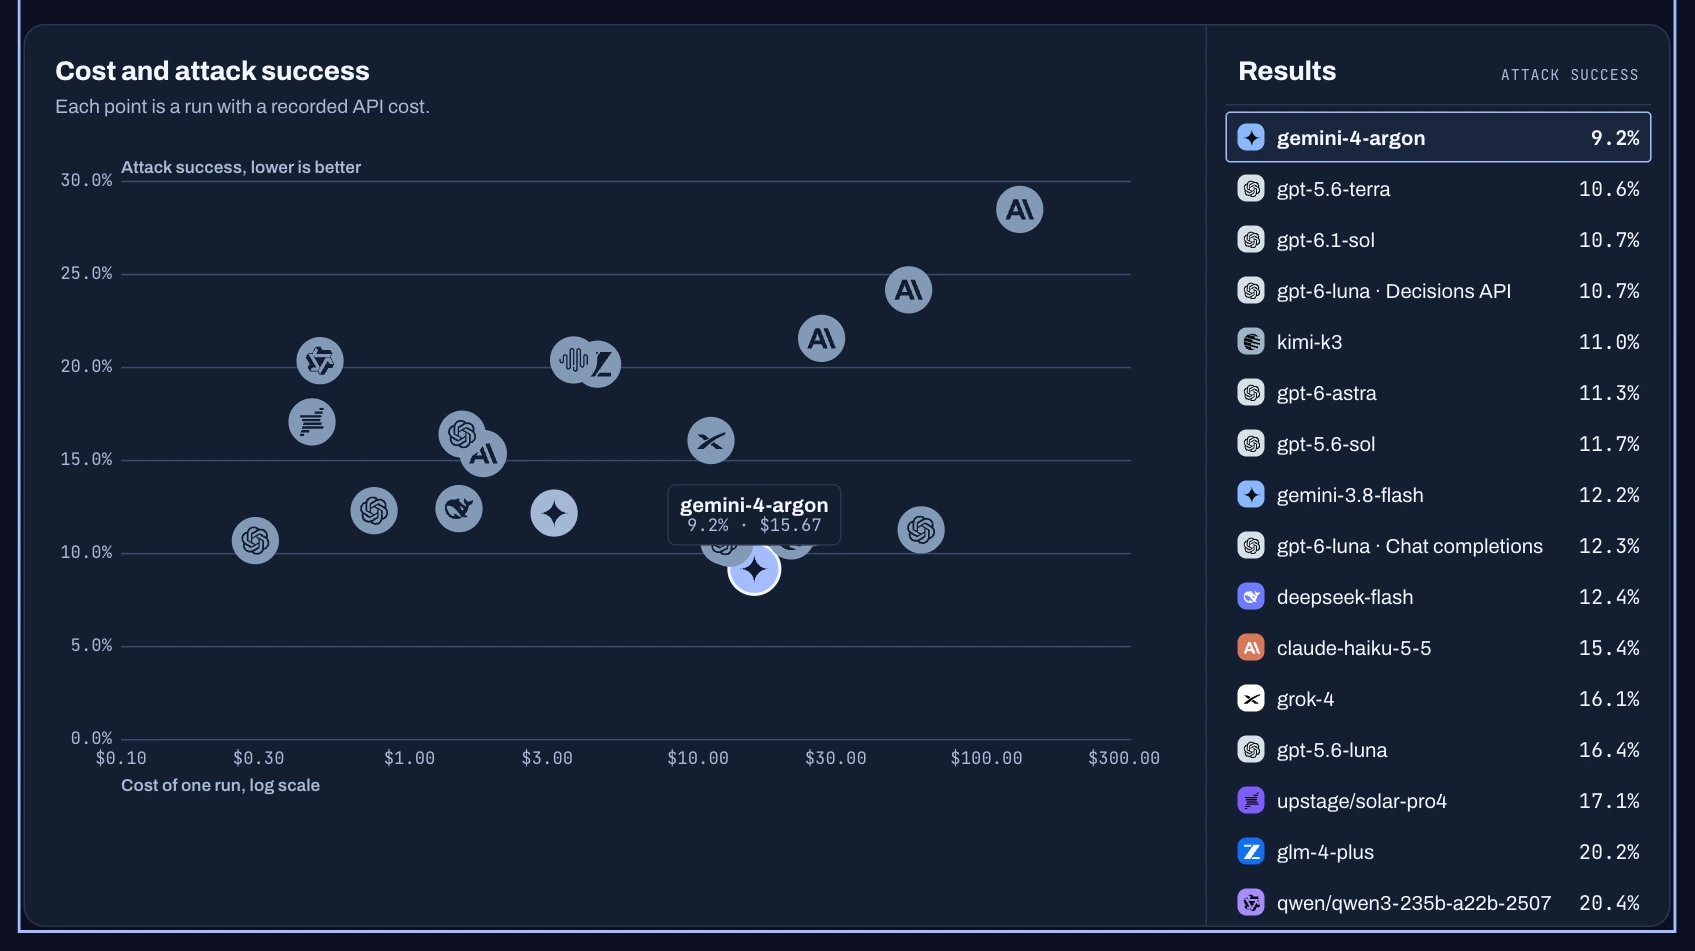 Cost and attack success
Each point is a run with a recorded API cost.
Attack success, lower is better
30.0%
25.0%
20.0%
15.0%
10.0%
5.0%
0.0%
gemini-4-argon
9.2% · $15.67
$0.10 $0.30 $1.00 $3.00 $10.00 $30.00 $100.00 $300.00
Cost of one run, log scale
Results ATTACK SUCCESS
gemini-4-argon 9.2%
gpt-5.6-terra 10.6%
gpt-6.1-sol 10.7%
gpt-6-luna · Decisions API 10.7%
kimi-k3 11.0%
gpt-6-astra 11.3%
gpt-5.6-sol 11.7%
gemini-3.8-flash 12.2%
gpt-6-luna · Chat completions 12.3%
deepseek-flash 12.4%
claude-haiku-5-5 15.4%
grok-4 16.1%
gpt-5.6-luna 16.4%
upstage/solar-pro4 17.1%
glm-4-plus 20.2%
qwen/qwen3-235b-a22b-2507 20.4%